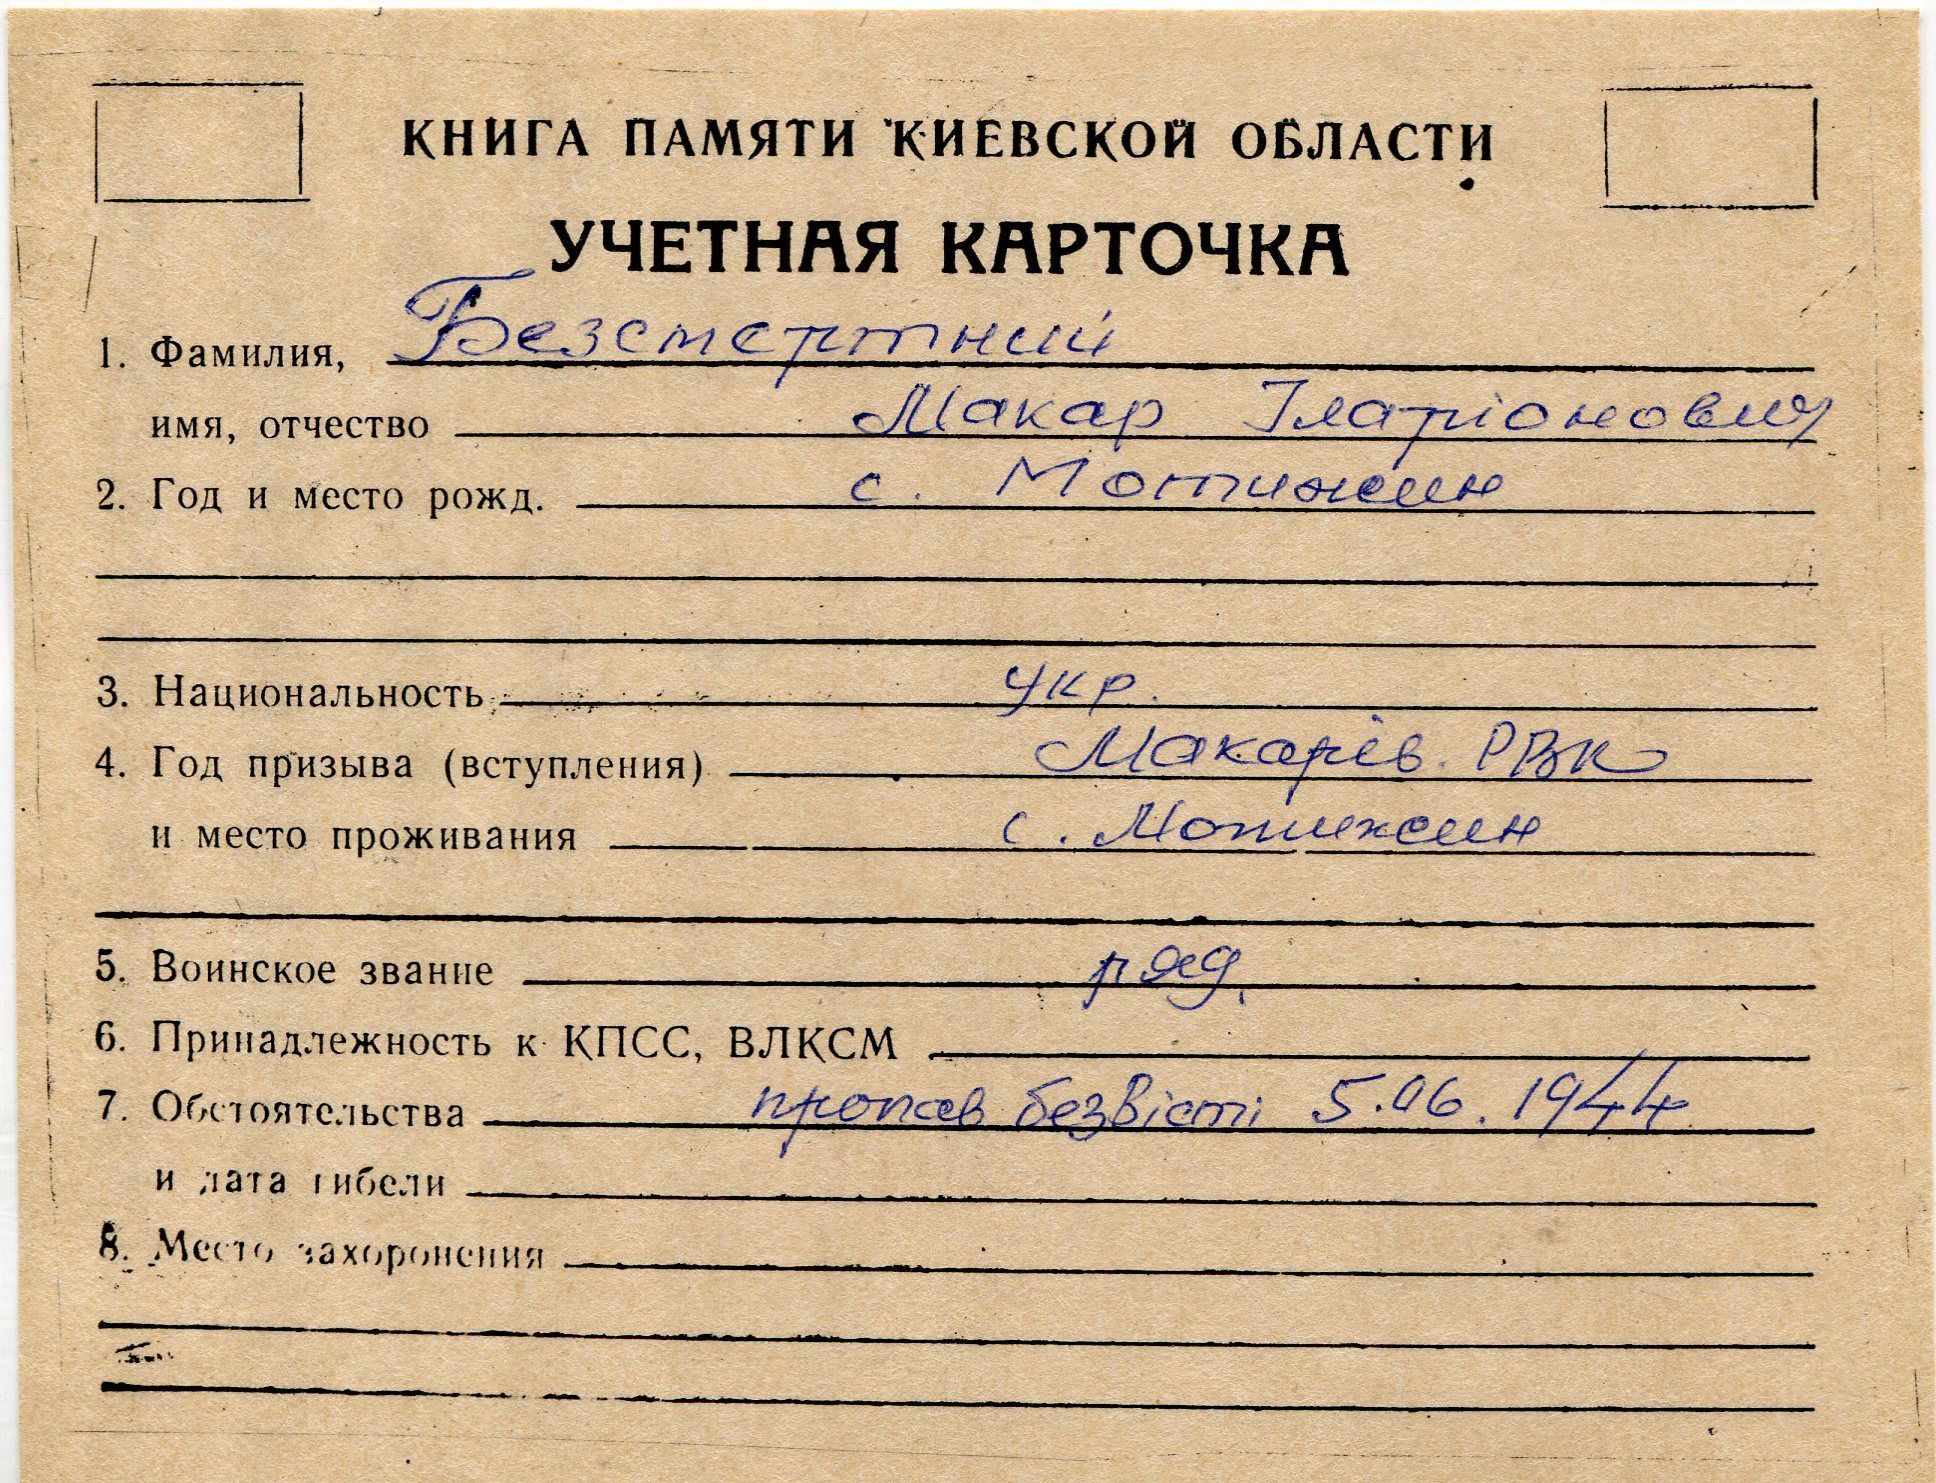 КНИГА ПАМЯТИ КИЕВСКОЙ ОБЛАСТИ
УЧЕТНАЯ КАРТОЧКА
1. Фамилия, Безсмертний
имя, отчество Макар Іларіонович
2. Год и место рожд. с. Мотижин
3. Национальность укр.
4. Год призыва (вступления) Макарів. РВК
и место проживания с. Мотижин
5. Воинское звание ряд.
6. Принадлежность к КПСС, ВЛКСМ
7. Обстоятельства пропав безвісті 5.06.1944
и дата гибели
8. Место захоронения